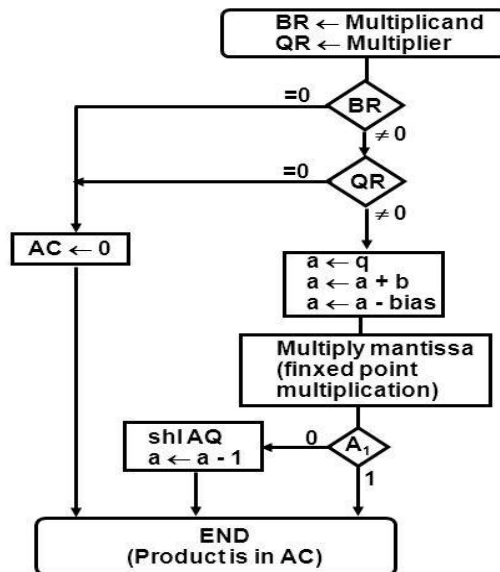 BR ← Multiplicand
QR ← Multiplier
=0
BR
≠ 0
=0
QR
≠ 0
AC ← 0
a ← q
a ← a + b
a ← a - bias
Multiply mantissa
(finxed point
multiplication)
shl AQ
a ← a - 1
0
A₁
1
END
(Product is in AC)